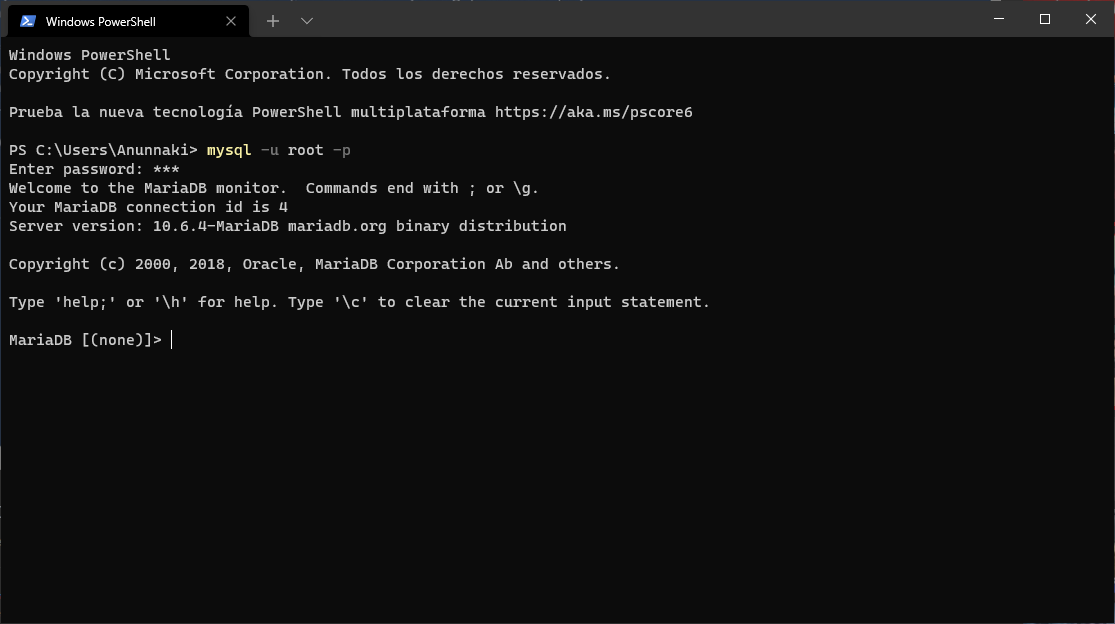 Windows PowerShell
Windows PowerShell
Copyright (C) Microsoft Corporation. Todos los derechos reservados.
Prueba la nueva tecnología PowerShell multiplataforma https://aka.ms/pscore6
PS C:\Users\Anunnaki> mysql -u root -p
Enter password: ***
Welcome to the MariaDB monitor.  Commands end with ; or \g.
Your MariaDB connection id is 4
Server version: 10.6.4-MariaDB mariadb.org binary distribution
Copyright (c) 2000, 2018, Oracle, MariaDB Corporation Ab and others.
Type 'help;' or '\h' for help. Type '\c' to clear the current input statement.
MariaDB [(none)]>